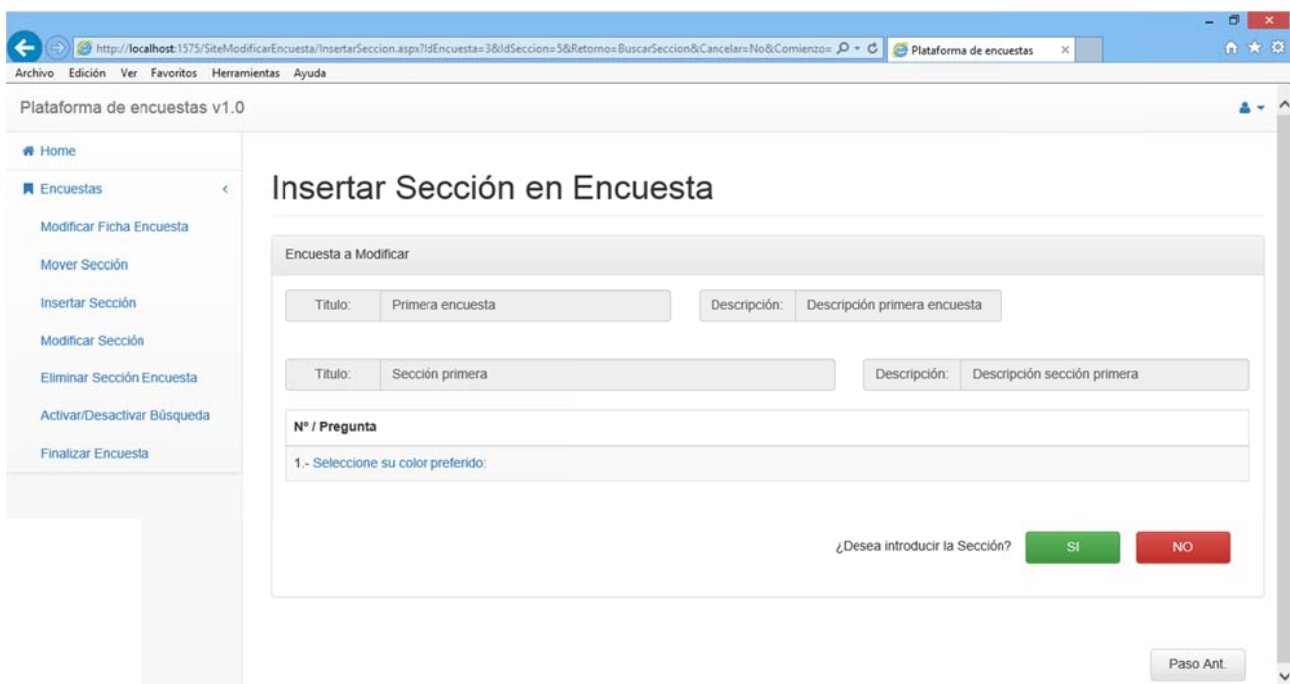 http://localhost:1575/SiteModificarEncuesta/InsertarSeccion.aspx?IdEncuesta=3&IdSeccion=5&Retorno=BuscarSeccion&Cancelar=No&Comienzo=
Plataforma de encuestas
Archivo Edición Ver Favoritos Herramientas Ayuda
Plataforma de encuestas v1.0
Home
Encuestas
Modificar Ficha Encuesta
Mover Sección
Insertar Sección
Modificar Sección
Eliminar Sección Encuesta
Activar/Desactivar Búsqueda
Finalizar Encuesta
Insertar Sección en Encuesta
Encuesta a Modificar
Titulo: Primera encuesta Descripción: Descripción primera encuesta
Titulo: Sección primera Descripción: Descripción sección primera
Nº / Pregunta
1.- Seleccione su color preferido:
¿Desea introducir la Sección? SI NO
Paso Ant.